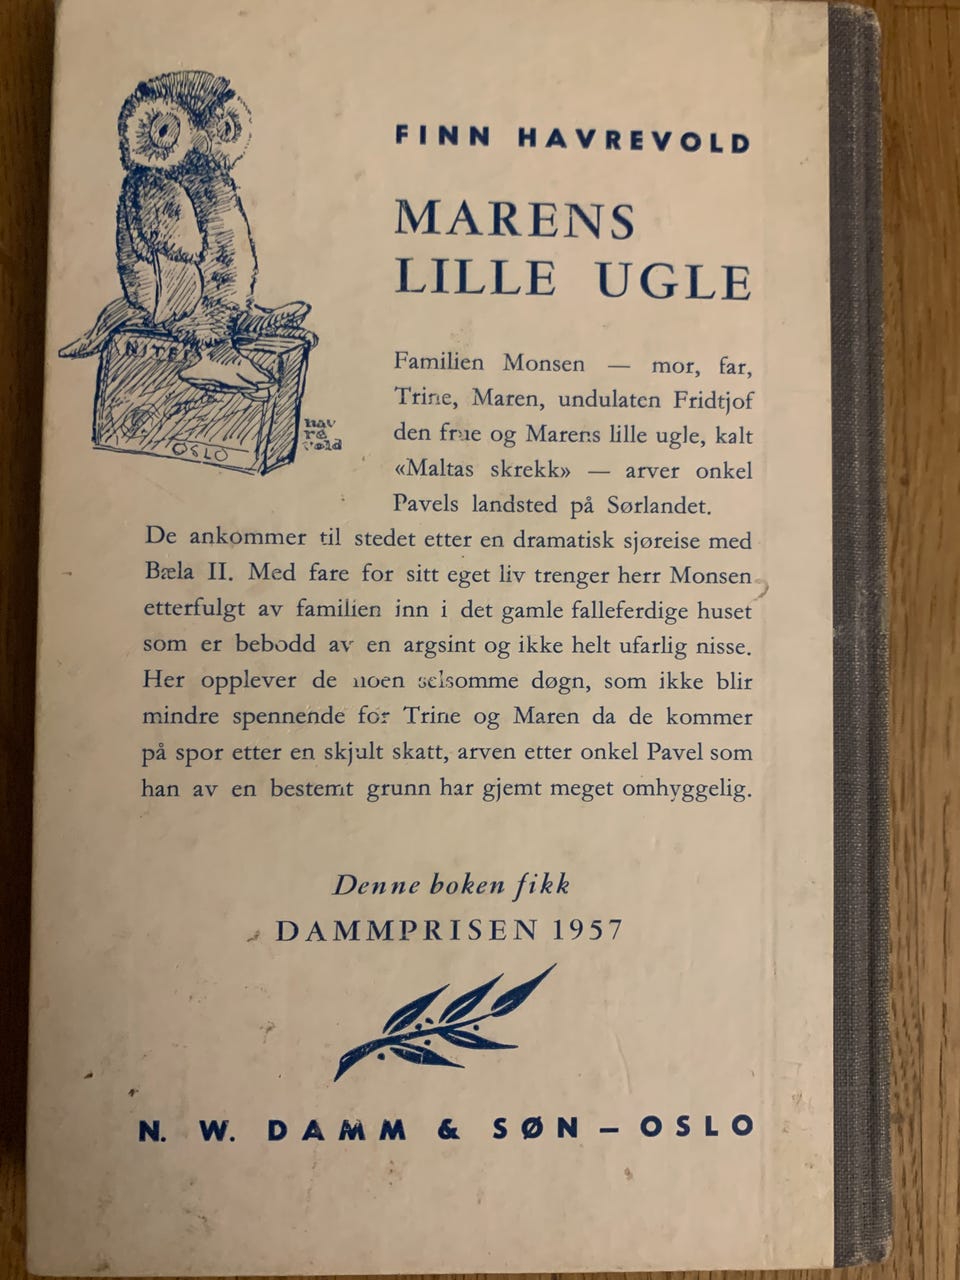 FINN HAVREVOLD
MARENS
LILLE UGLE
Familien Monsen — mor, far,
Trine, Maren, undulaten Fridtjof
den frue og Marens lille ugle, kalt
«Maltas skrekk» — arver onkel
Pavels landsted på Sørlandet.
De ankommer til stedet etter en dramatisk sjøreise med
Bæla II. Med fare for sitt eget liv trenger herr Monsen
etterfulgt av familien inn i det gamle falleferdige huset
som er bebodd av en argsint og ikke helt ufarlig nisse.
Her opplever de noen selsomme døgn, som ikke blir
mindre spennende for Trine og Maren da de kommer
på spor etter en skjult skatt, arven etter onkel Pavel som
han av en bestemt grunn har gjemt meget omhyggelig.
OSLO
hav
re
vold
Denne boken fikk
DAMMPRISEN 1957
N. W. DAMM & SØN – OSLO